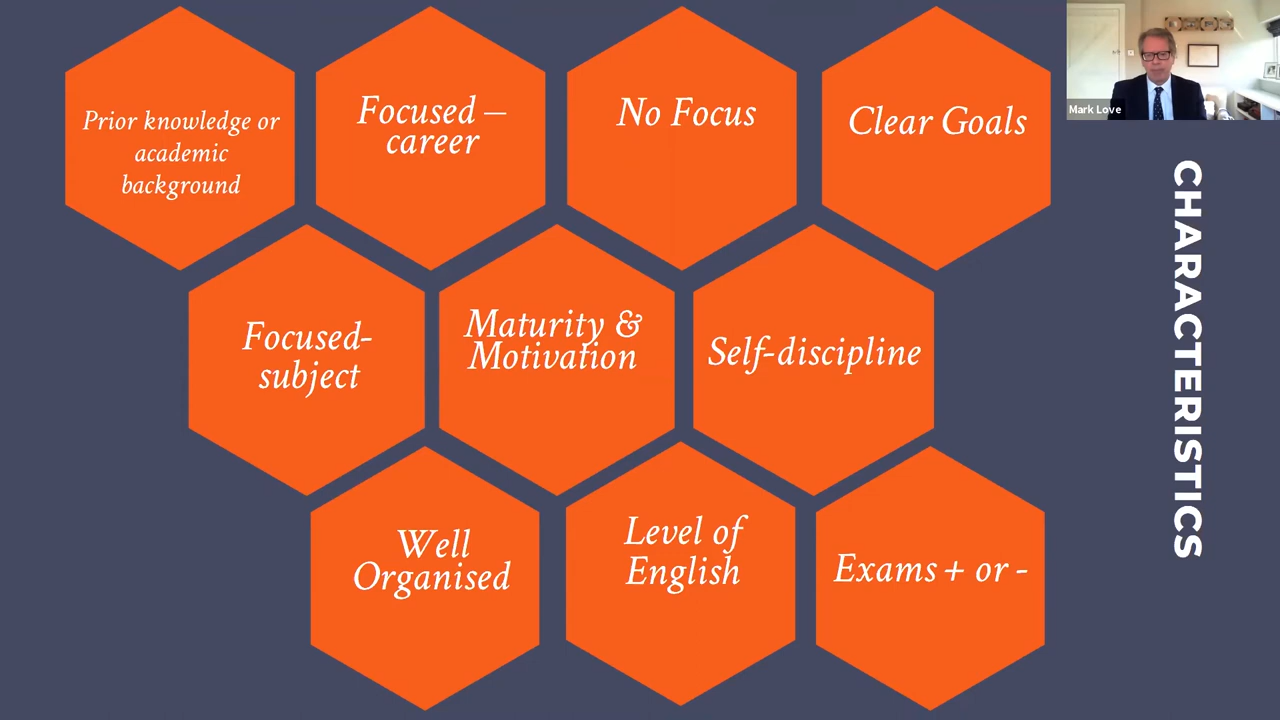 Prior knowledge or
academic
background
Focused –
career
No Focus
Clear Goals
Mark Love
CHARACTERISTICS
Focused-
subject
Maturity &
Motivation
Self-discipline
Well
Organised
Level of
English
Exams + or -